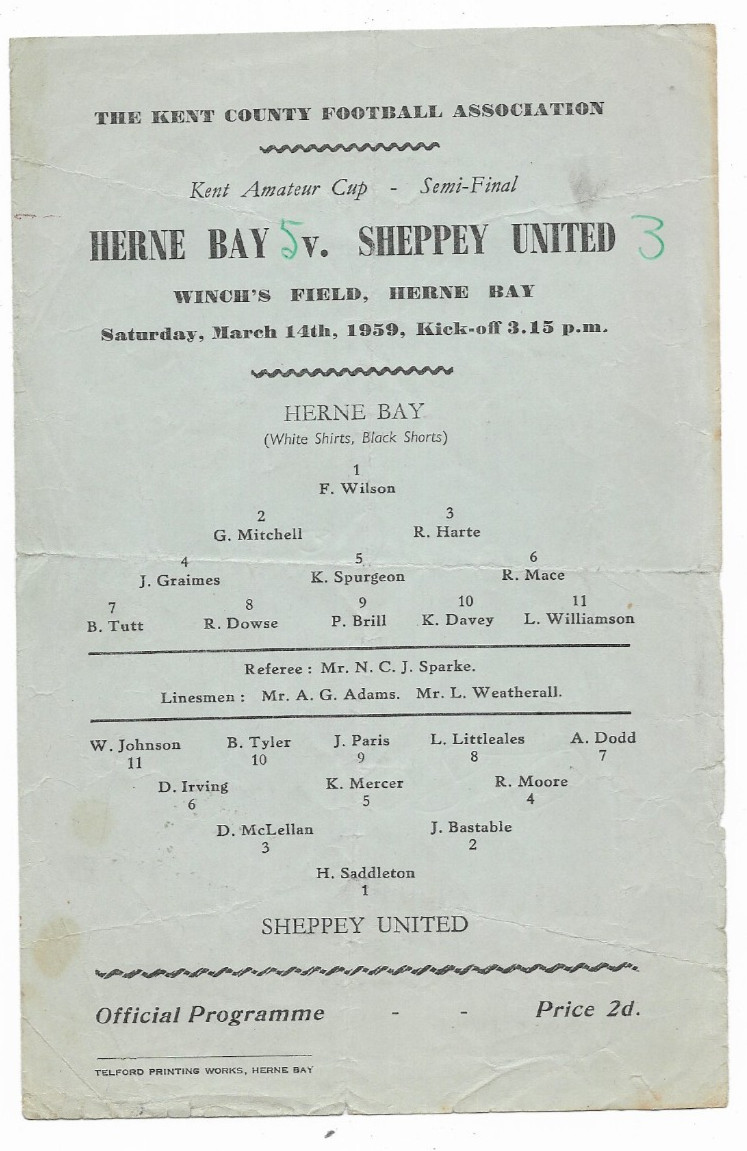 THE KENT COUNTY FOOTBALL ASSOCIATION
Kent Amateur Cup - Semi-Final
HERNE BAY 5 v. SHEPPEY UNITED 3
WINCH'S FIELD, HERNE BAY
Saturday, March 14th, 1959, Kick-off 3.15 p.m.
HERNE BAY
(White Shirts, Black Shorts)
1
F. Wilson
2 3
G. Mitchell R. Harte
4 5 6
J. Graimes K. Spurgeon R. Mace
7 8 9 10 11
B. Tutt R. Dowse P. Brill K. Davey L. Williamson
Referee : Mr. N. C. J. Sparke.
Linesmen : Mr. A. G. Adams. Mr. L. Weatherall.
W. Johnson B. Tyler J. Paris L. Littleales A. Dodd
11 10 9 8 7
D. Irving K. Mercer R. Moore
6 5 4
D. McLellan J. Bastable
3 2
H. Saddleton
1
SHEPPEY UNITED
Official Programme - - Price 2d.
TELFORD PRINTING WORKS, HERNE BAY